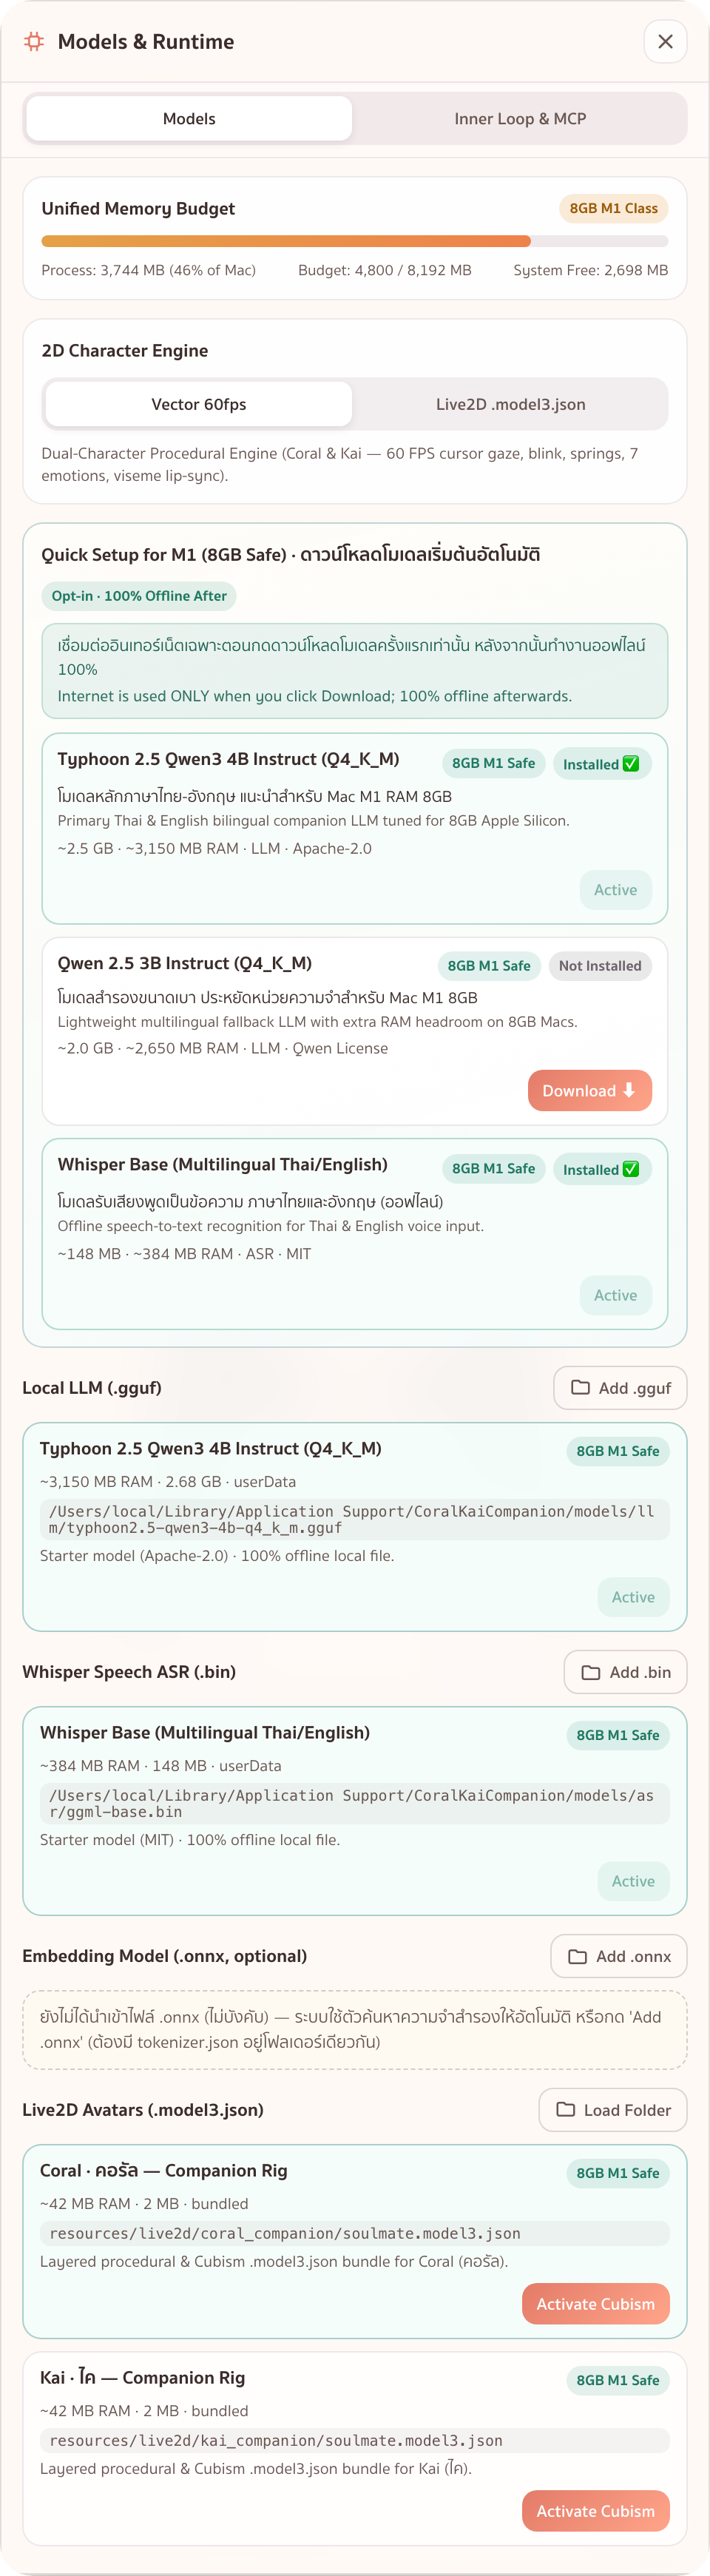 Models & Runtime
Models
Inner Loop & MCP
Unified Memory Budget
8GB M1 Class
Process: 3,744 MB (46% of Mac)
Budget: 4,800 / 8,192 MB
System Free: 2,698 MB
2D Character Engine
Vector 60fps
Live2D .model3.json
Dual-Character Procedural Engine (Coral & Kai — 60 FPS cursor gaze, blink, springs, 7
emotions, viseme lip-sync).
Quick Setup for M1 (8GB Safe) · ดาวน์โหลดโมเดลเริ่มต้นอัตโนมัติ
Opt-in · 100% Offline After
เชื่อมต่ออินเทอร์เน็ตเฉพาะตอนกดดาวน์โหลดโมเดลครั้งแรกเท่านั้น หลังจากนั้นทำงานออฟไลน์
100%
Internet is used ONLY when you click Download; 100% offline afterwards.
Typhoon 2.5 Qwen3 4B Instruct (Q4_K_M)
8GB M1 Safe
Installed ✅
โมเดลหลักภาษาไทย-อังกฤษ แนะนำสำหรับ Mac M1 RAM 8GB
Primary Thai & English bilingual companion LLM tuned for 8GB Apple Silicon.
~2.5 GB · ~3,150 MB RAM · LLM · Apache-2.0
Active
Qwen 2.5 3B Instruct (Q4_K_M)
8GB M1 Safe
Not Installed
โมเดลสำรองขนาดเบา ประหยัดหน่วยความจำสำหรับ Mac M1 8GB
Lightweight multilingual fallback LLM with extra RAM headroom on 8GB Macs.
~2.0 GB · ~2,650 MB RAM · LLM · Qwen License
Download ⬇
Whisper Base (Multilingual Thai/English)
8GB M1 Safe
Installed ✅
โมเดลรับเสียงพูดเป็นข้อความ ภาษาไทยและอังกฤษ (ออฟไลน์)
Offline speech-to-text recognition for Thai & English voice input.
~148 MB · ~384 MB RAM · ASR · MIT
Active
Local LLM (.gguf)
Add .gguf
Typhoon 2.5 Qwen3 4B Instruct (Q4_K_M)
8GB M1 Safe
~3,150 MB RAM · 2.68 GB · userData
/Users/local/Library/Application Support/CoralKaiCompanion/models/ll
m/typhoon2.5-qwen3-4b-q4_k_m.gguf
Starter model (Apache-2.0) · 100% offline local file.
Active
Whisper Speech ASR (.bin)
Add .bin
Whisper Base (Multilingual Thai/English)
8GB M1 Safe
~384 MB RAM · 148 MB · userData
/Users/local/Library/Application Support/CoralKaiCompanion/models/as
r/ggml-base.bin
Starter model (MIT) · 100% offline local file.
Active
Embedding Model (.onnx, optional)
Add .onnx
ยังไม่ได้นำเข้าไฟล์ .onnx (ไม่บังคับ) — ระบบใช้ตัวค้นหาความจำสำรองให้อัตโนมัติ หรือกด 'Add
.onnx' (ต้องมี tokenizer.json อยู่โฟลเดอร์เดียวกัน)
Live2D Avatars (.model3.json)
Load Folder
Coral · คอรัล — Companion Rig
8GB M1 Safe
~42 MB RAM · 2 MB · bundled
resources/live2d/coral_companion/soulmate.model3.json
Layered procedural & Cubism .model3.json bundle for Coral (คอรัล).
Activate Cubism
Kai · ไค — Companion Rig
8GB M1 Safe
~42 MB RAM · 2 MB · bundled
resources/live2d/kai_companion/soulmate.model3.json
Layered procedural & Cubism .model3.json bundle for Kai (ไค).
Activate Cubism